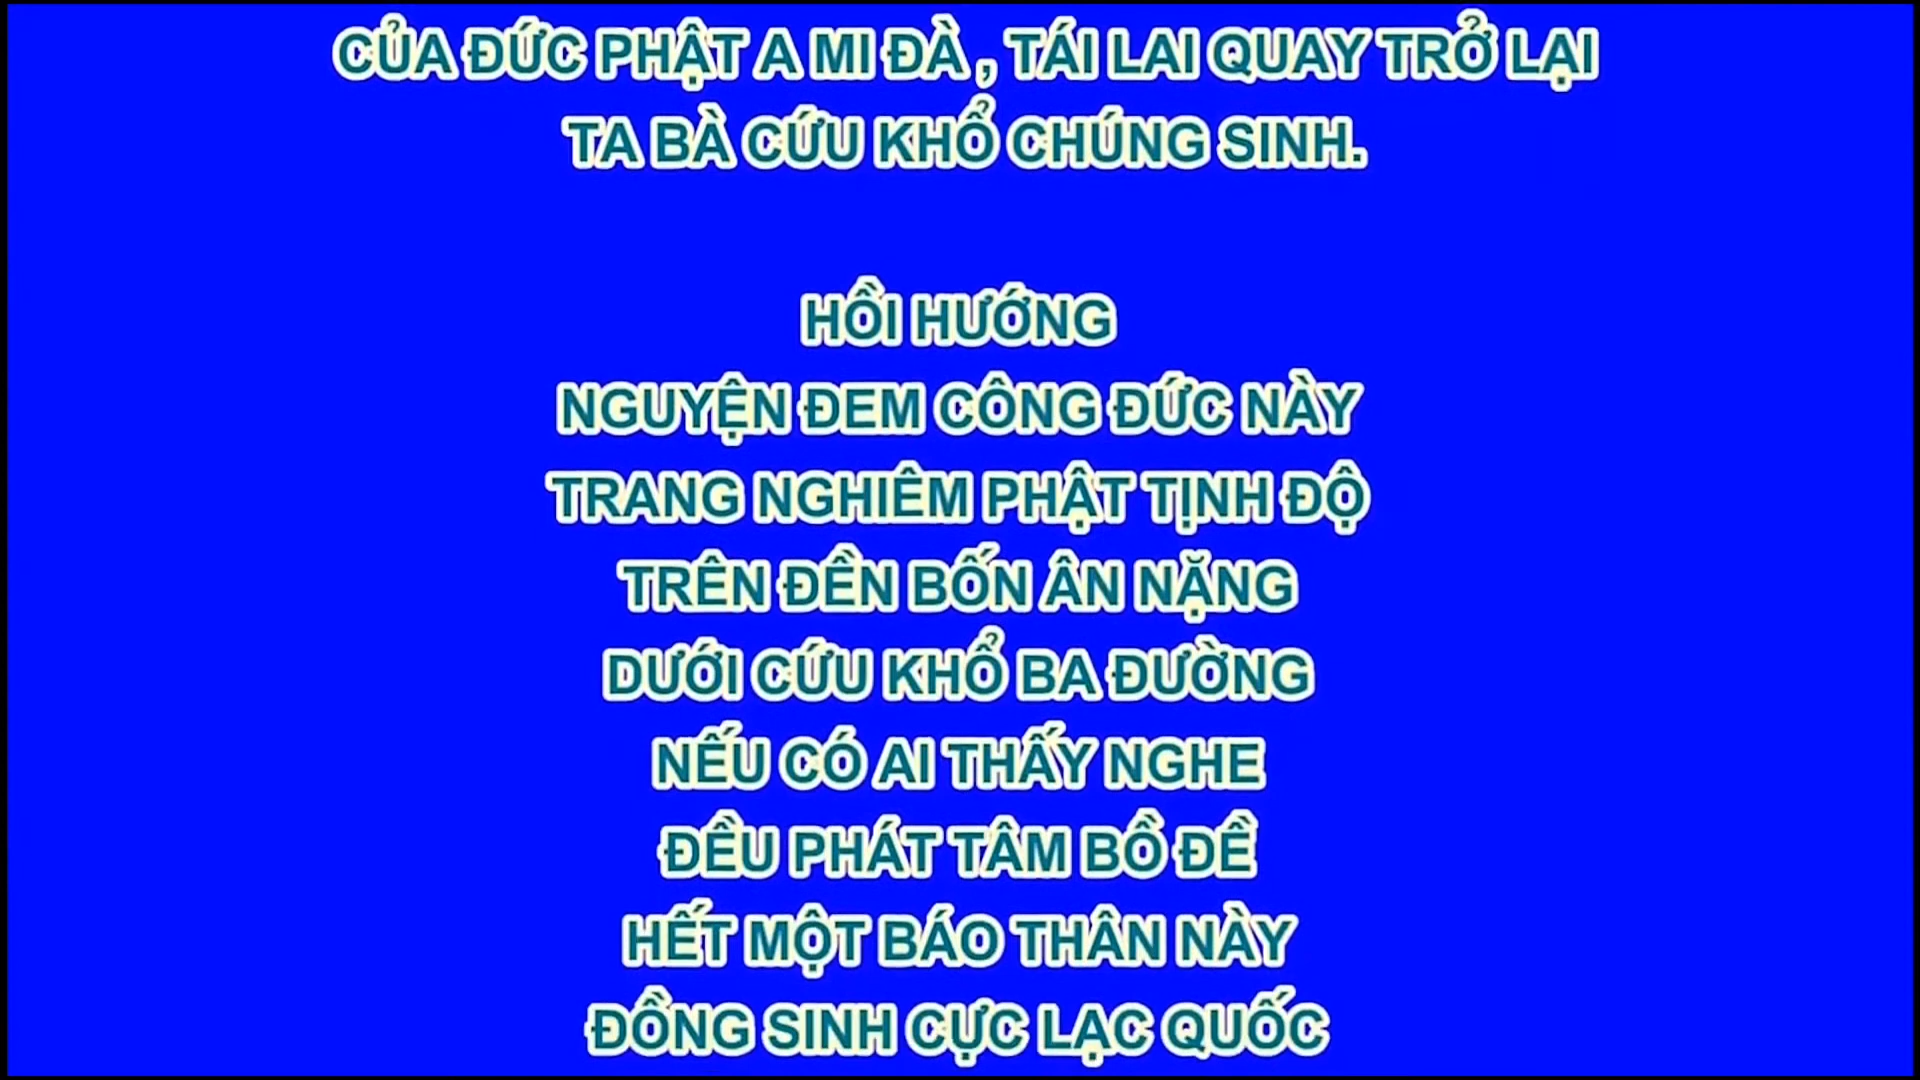 CỦA ĐỨC PHẬT A MI ĐÀ , TÁI LAI QUAY TRỞ LẠI
TA BÀ CỨU KHỔ CHÚNG SINH.
HỒI HƯỚNG
NGUYỆN ĐEM CÔNG ĐỨC NÀY
TRANG NGHIÊM PHẬT TỊNH ĐỘ
TRÊN ĐỀN BỐN ÂN NẶNG
DƯỚI CỨU KHỔ BA ĐƯỜNG
NẾU CÓ AI THẤY NGHE
ĐỀU PHÁT TÂM BỒ ĐỀ
HẾT MỘT BÁO THÂN NÀY
ĐỒNG SINH CỰC LẠC QUỐC